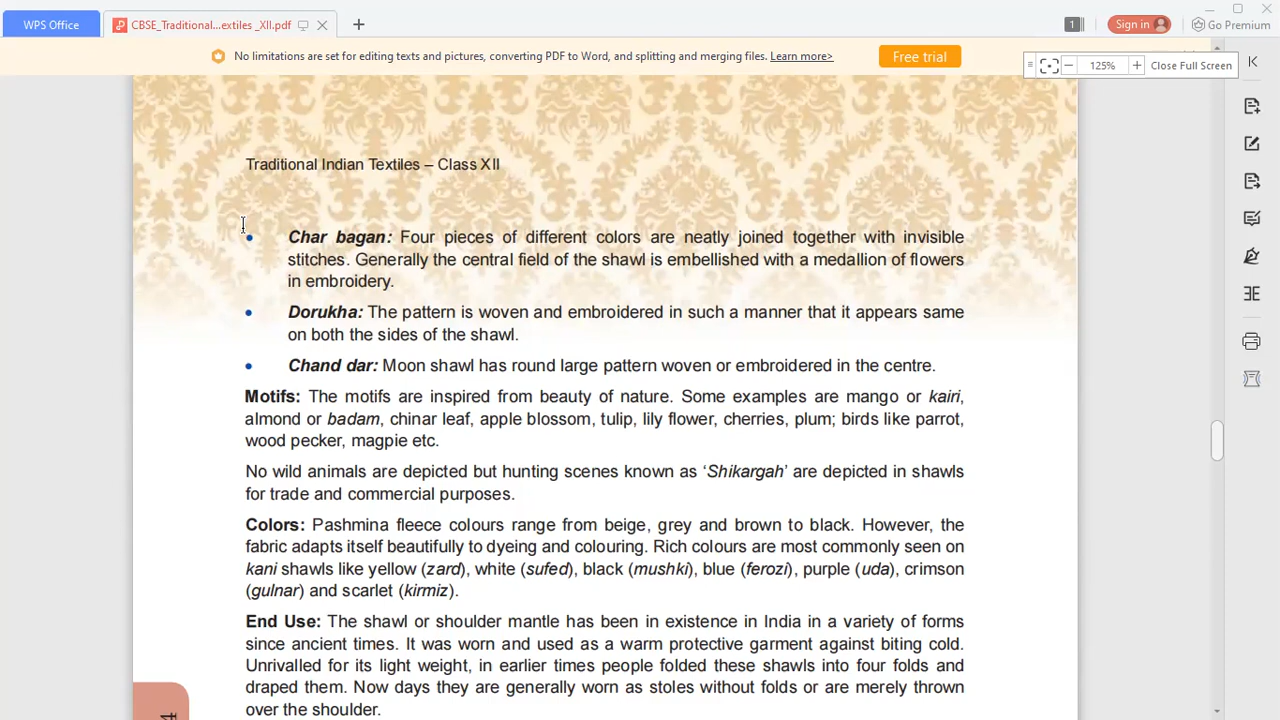 WPS Office
CBSE_Traditional...extiles _XII.pdf
1
Sign in
Go Premium
No limitations are set for editing texts and pictures, converting PDF to Word, and splitting and merging files. Learn more>
Free trial
125%
Close Full Screen
Traditional Indian Textiles – Class XII
• Char bagan: Four pieces of different colors are neatly joined together with invisible
stitches. Generally the central field of the shawl is embellished with a medallion of flowers
in embroidery.
• Dorukha: The pattern is woven and embroidered in such a manner that it appears same
on both the sides of the shawl.
• Chand dar: Moon shawl has round large pattern woven or embroidered in the centre.
Motifs: The motifs are inspired from beauty of nature. Some examples are mango or kairi,
almond or badam, chinar leaf, apple blossom, tulip, lily flower, cherries, plum; birds like parrot,
wood pecker, magpie etc.
No wild animals are depicted but hunting scenes known as ‘Shikargah’ are depicted in shawls
for trade and commercial purposes.
Colors: Pashmina fleece colours range from beige, grey and brown to black. However, the
fabric adapts itself beautifully to dyeing and colouring. Rich colours are most commonly seen on
kani shawls like yellow (zard), white (sufed), black (mushki), blue (ferozi), purple (uda), crimson
(gulnar) and scarlet (kirmiz).
End Use: The shawl or shoulder mantle has been in existence in India in a variety of forms
since ancient times. It was worn and used as a warm protective garment against biting cold.
Unrivalled for its light weight, in earlier times people folded these shawls into four folds and
draped them. Now days they are generally worn as stoles without folds or are merely thrown
over the shoulder.